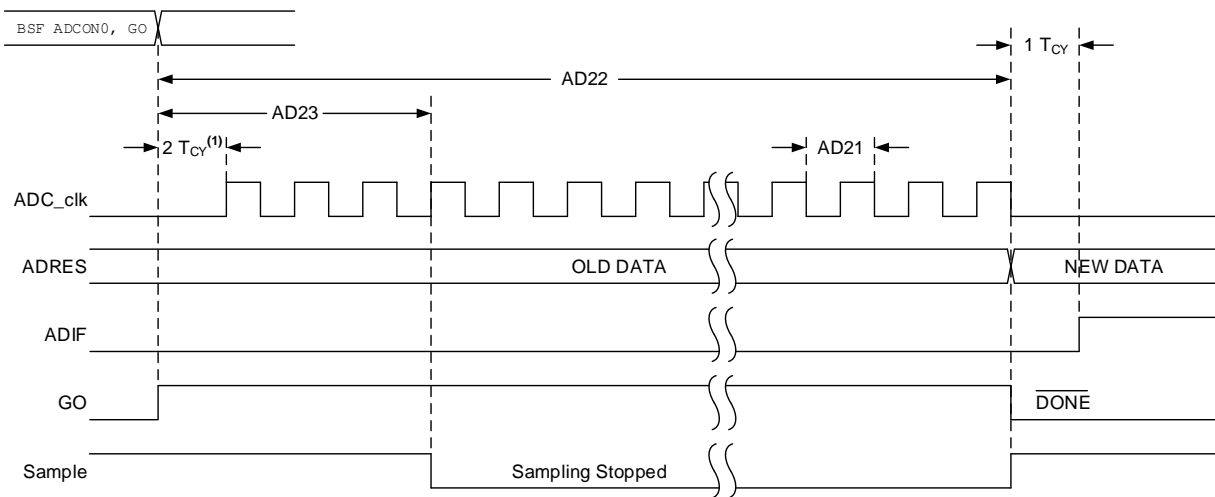 BSF ADCON0, GO
1 TCY
AD22
AD23
2 TCY(1)
AD21
ADC_clk
ADRES
OLD DATA
NEW DATA
ADIF
GO
DONE
Sample
Sampling Stopped